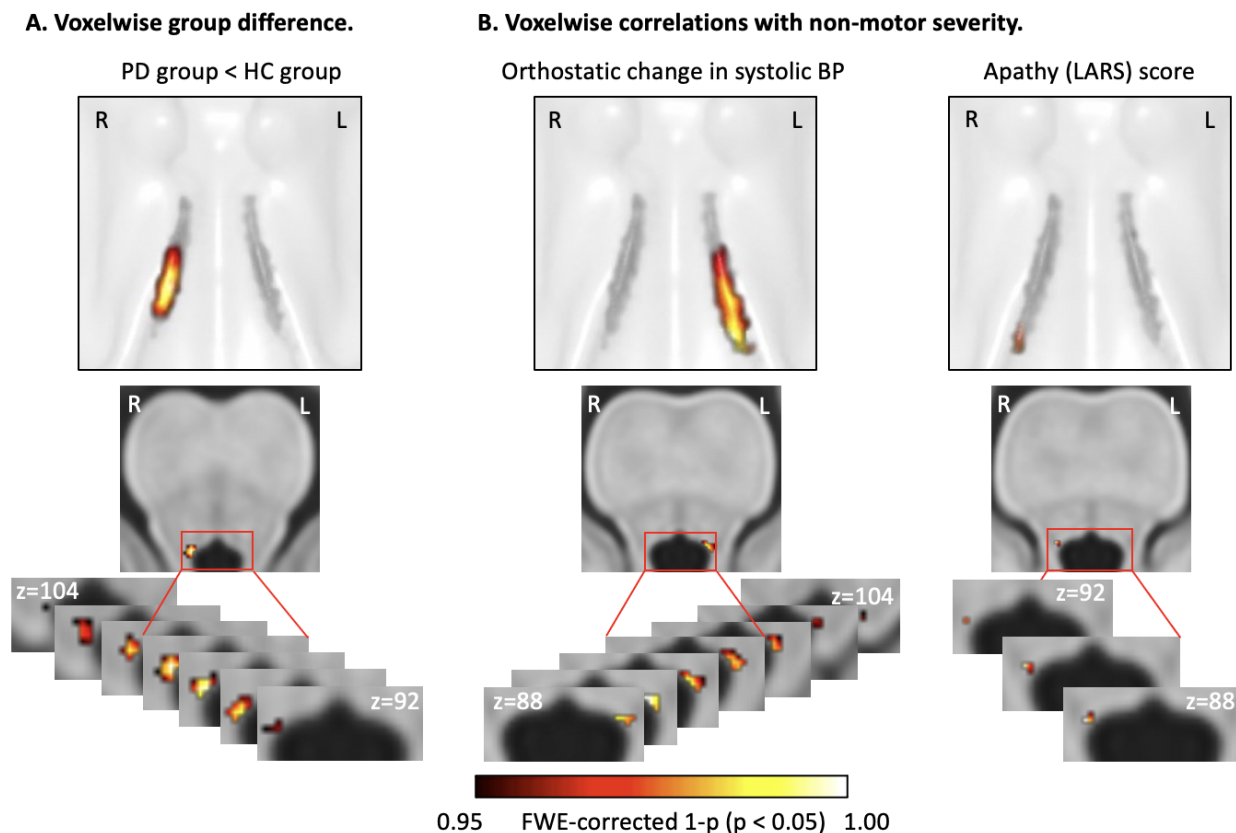 A. Voxelwise group difference.
B. Voxelwise correlations with non-motor severity.
PD group < HC group
Orthostatic change in systolic BP
Apathy (LARS) score
R L
R L
R L
R L
R L
R L
z=104
z=92
z=88
z=104
z=92
z=88
0.95 FWE-corrected 1-p (p < 0.05) 1.00